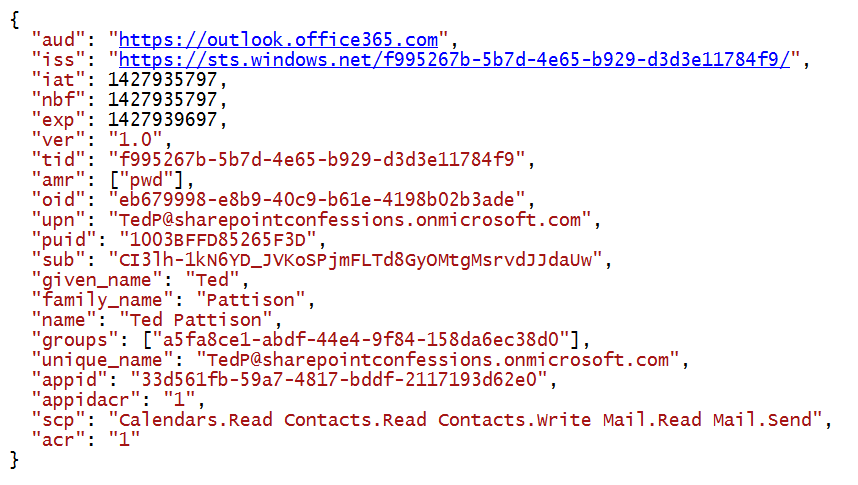 {
"aud": "https://outlook.office365.com",
"iss": "https://sts.windows.net/f995267b-5b7d-4e65-b929-d3d3e11784f9/",
"iat": 1427935797,
"nbf": 1427935797,
"exp": 1427939697,
"ver": "1.0",
"tid": "f995267b-5b7d-4e65-b929-d3d3e11784f9",
"amr": ["pwd"],
"oid": "eb679998-e8b9-40c9-b61e-4198b02b3ade",
"upn": "TedP@sharepointconfessions.onmicrosoft.com",
"puid": "1003BFFD85265F3D",
"sub": "CI3lh-1kN6YD_JVKoSPjmFLTd8GyOMtgMsrvdJJdaUw",
"given_name": "Ted",
"family_name": "Pattison",
"name": "Ted Pattison",
"groups": ["a5fa8ce1-abdf-44e4-9f84-158da6ec38d0"],
"unique_name": "TedP@sharepointconfessions.onmicrosoft.com",
"appid": "33d561fb-59a7-4817-bddf-2117193d62e0",
"appidacr": "1",
"scp": "Calendars.Read Contacts.Read Contacts.Write Mail.Read Mail.Send",
"acr": "1"
}